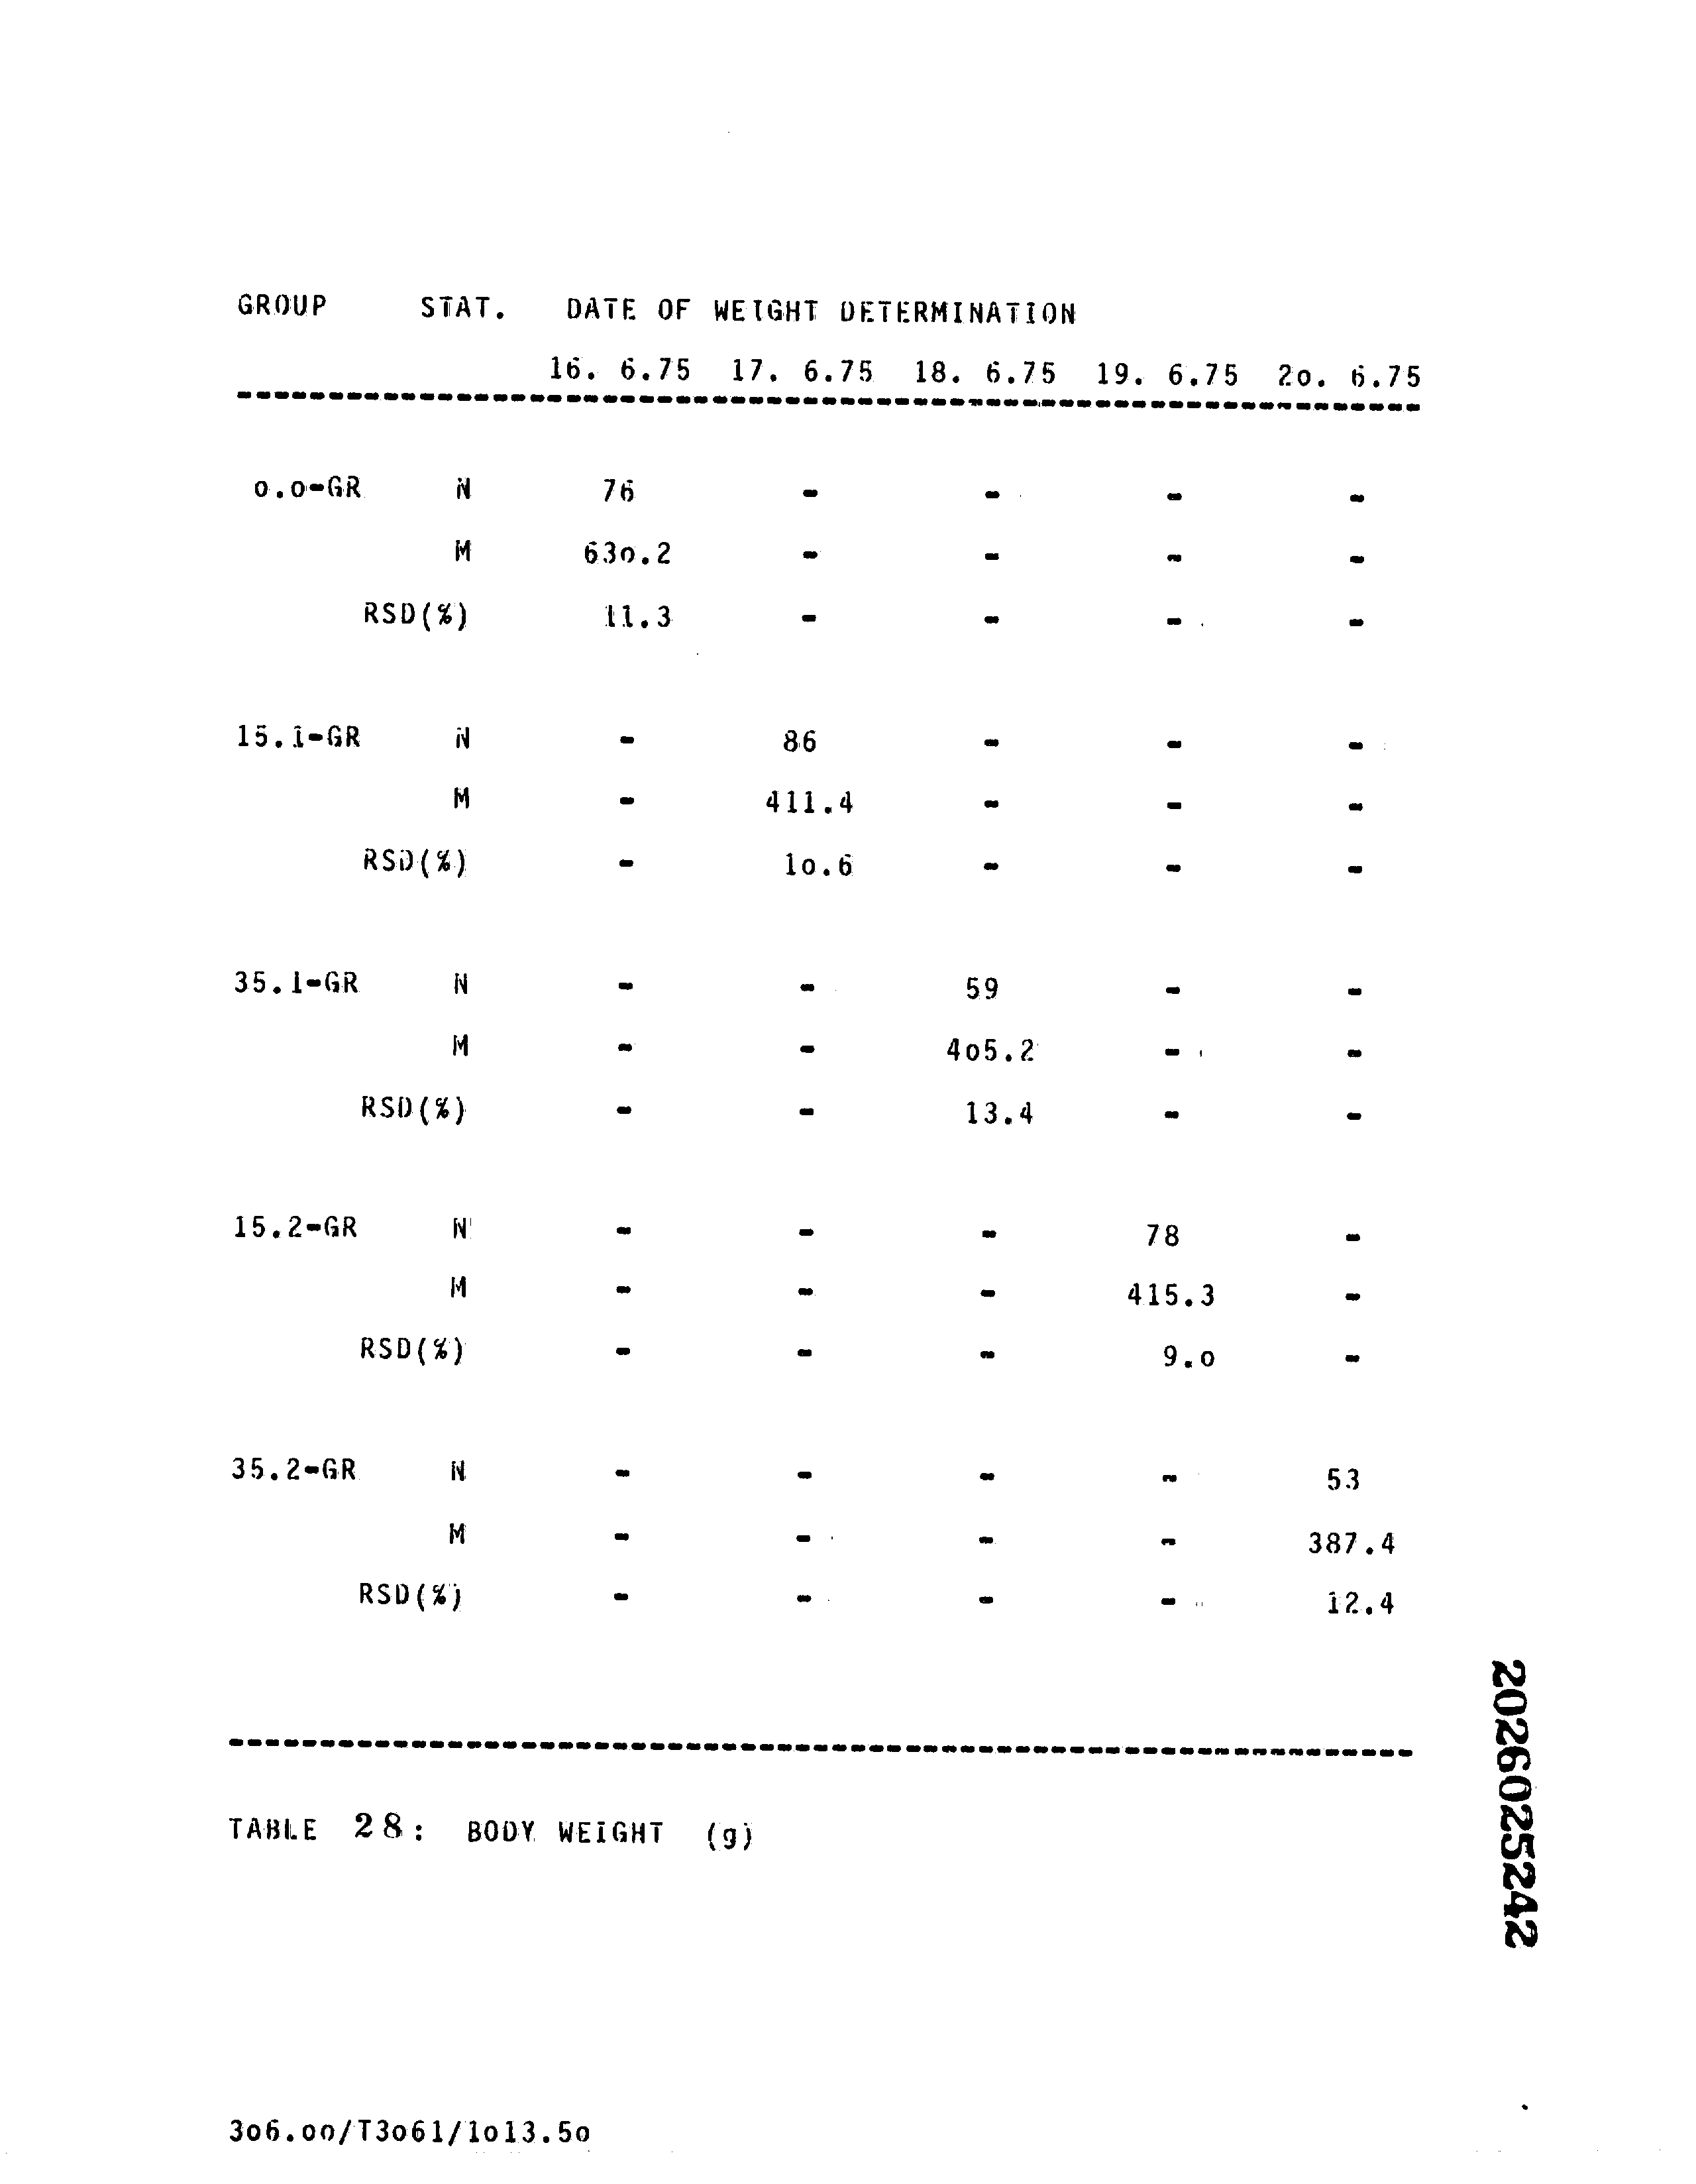 GROUP STAT. DATE OF WEIGHT DETERMINATION
16. 6.75 17. 6.75 18. 6.75 19. 6.75 2o. 6.75
o.o-GR N 76 - - - -
M 63o.2 - - - -
RSD(%) 11.3 - - - -
15.1-GR N - 86 - - -
M - 411.4 - - -
RSD(%) - 1o.6 - - -
35.1-GR N - - 59 - -
M - - 4o5.2 - -
RSD(%) - - 13.4 - -
15.2-GR N - - - 78 -
M - - - 415.3 -
RSD(%) - - - 9.o -
35.2-GR N - - - - 53
M - - - - 387.4
RSD(%) - - - - 12.4
TABLE 28: BODY WEIGHT (g)
2026025242
3o6.oo/T3o61/1o13.5o